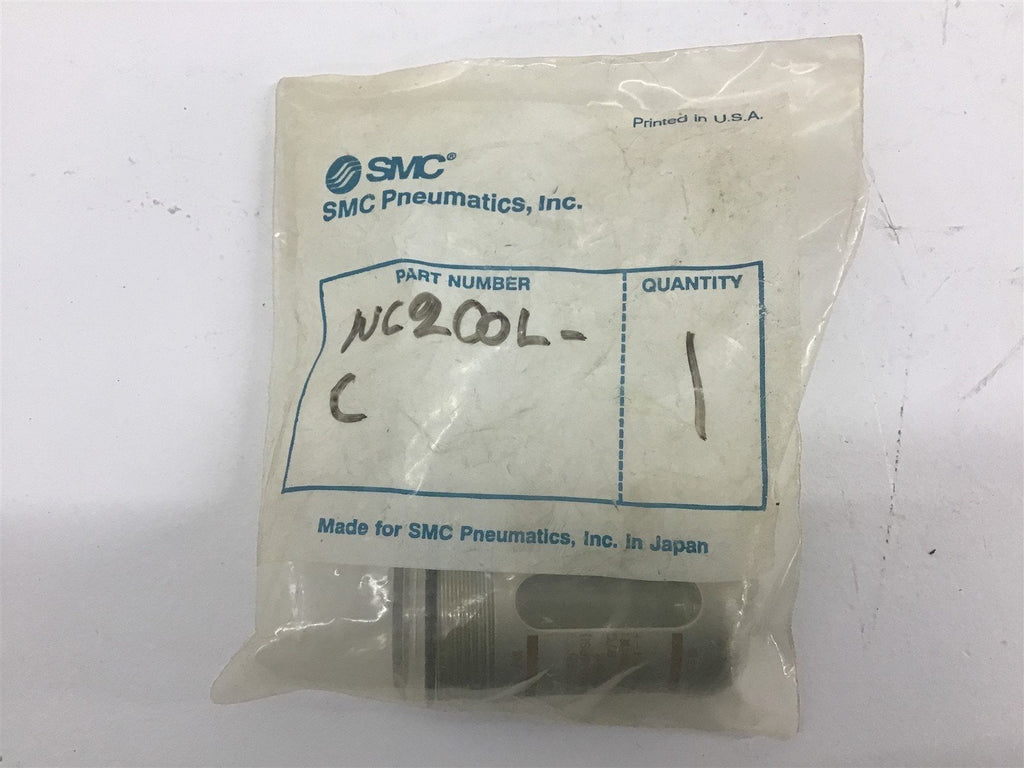 Printed in U.S.A.
SMC®
SMC Pneumatics, Inc.
PART NUMBER
QUANTITY
NC200L-
C
1
Made for SMC Pneumatics, Inc. in Japan